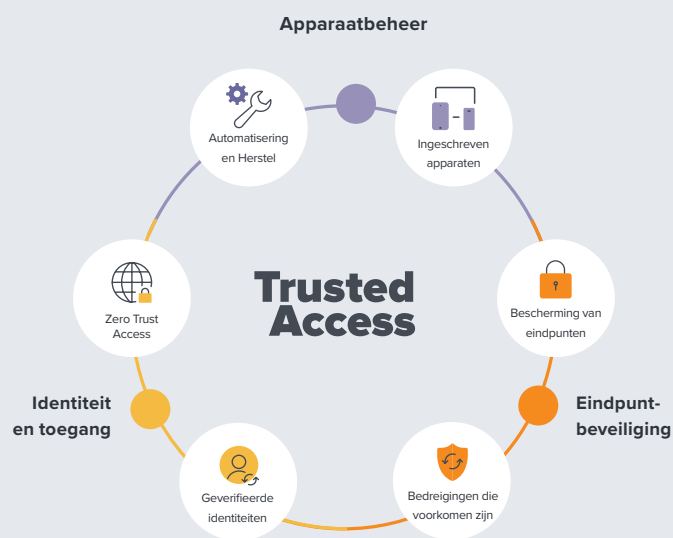 Apparaatbeheer
Automatisering
en Herstel
Ingeschreven
apparaten
Zero Trust
Access
Trusted
Access
Bescherming van
eindpunten
Identiteit
en toegang
Eindpunt-
beveiliging
Geverifieerde
identiteiten
Bedreigingen die
voorkomen zijn